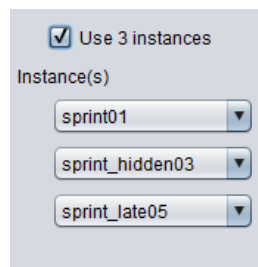 Use 3 instances
Instance(s)
sprint01
sprint_hidden03
sprint_late05